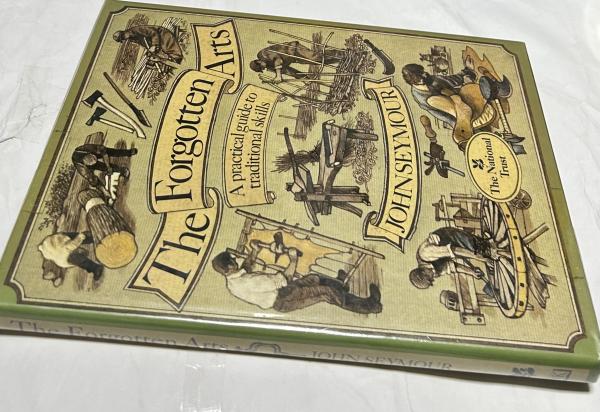 The Forgotten Arts
A practical guide to
traditional skills
JOHN SEYMOUR
The National
Trust
The Forgotten Arts JOHN SEYMOUR